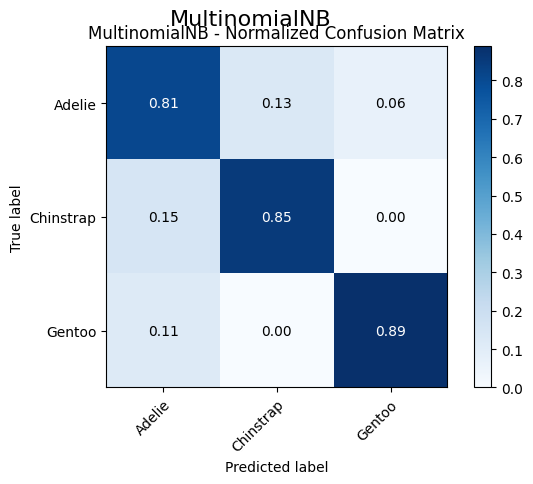 MultinomialNB
MultinomialNB - Normalized Confusion Matrix
True label
Adelie 0.81 0.13 0.06
Chinstrap 0.15 0.85 0.00
Gentoo 0.11 0.00 0.89
Adelie Chinstrap Gentoo
Predicted label
0.8
0.7
0.6
0.5
0.4
0.3
0.2
0.1
0.0